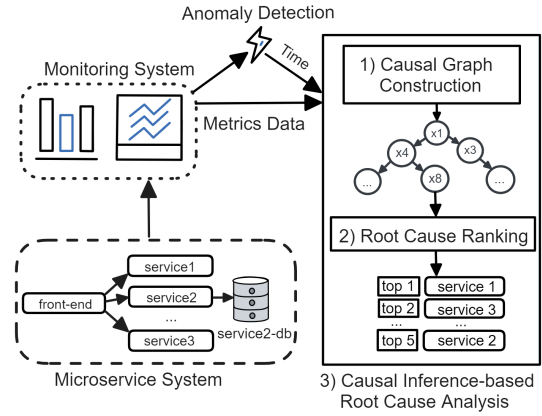 Anomaly Detection
Time
Monitoring System
Metrics Data
1) Causal Graph
Construction
x1
x4
x3
...
x8
...
2) Root Cause Ranking
top 1
service 1
top 2
service 3
...
...
top 5
service 2
front-end
service1
service2
...
service3
service2-db
Microservice System
3) Causal Inference-based
Root Cause Analysis